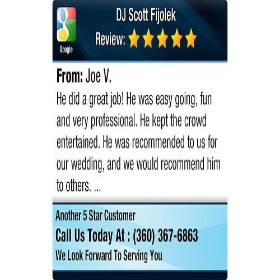 DJ Scott Fijolek
Google
Review:
From: Joe V.
He did a great job! He was easy going, fun
and very professional. He kept the crowd
entertained. He was recommended to us for
our wedding, and we would recommend him
to others. ...
Another 5 Star Customer
Call Us Today At : (360) 367-6863
We Look Forward To Serving You